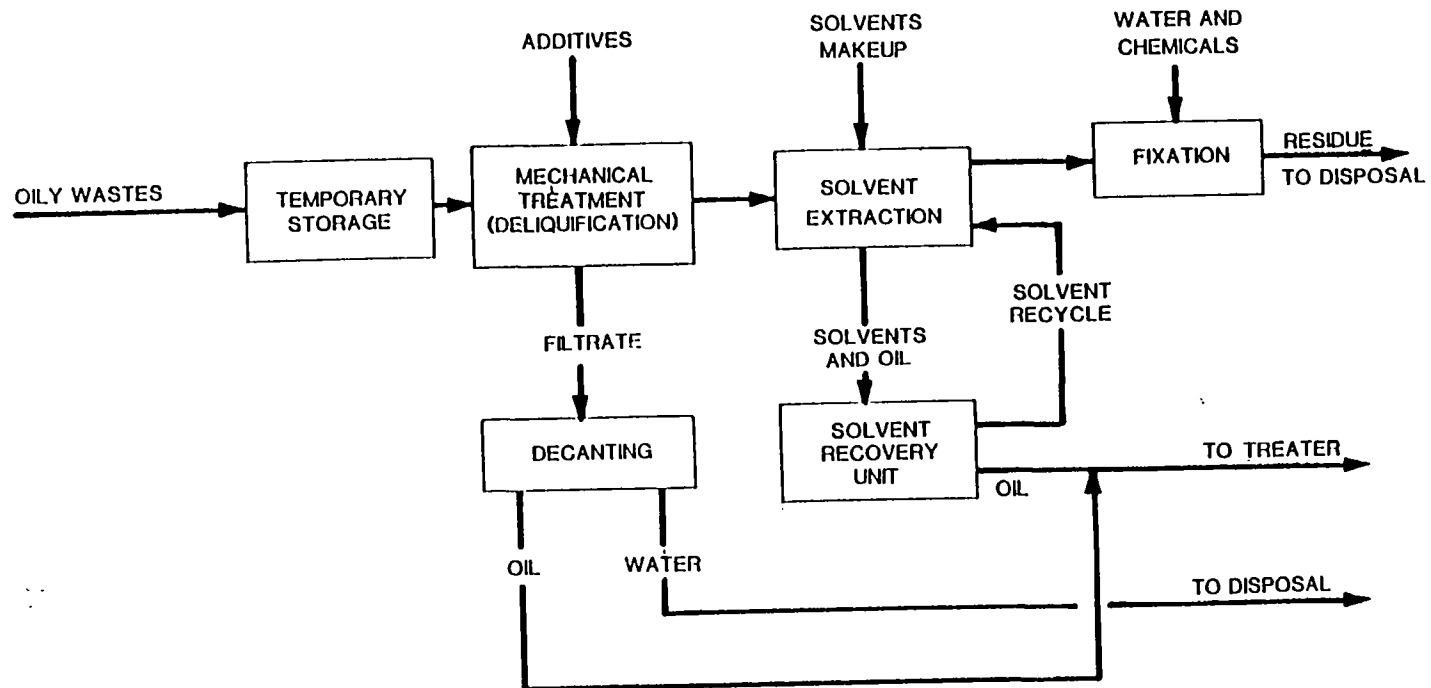 ADDITIVES
SOLVENTS
MAKEUP
WATER AND
CHEMICALS
OILY WASTES
TEMPORARY
STORAGE
MECHANICAL
TREATMENT
(DELIQUIFICATION)
SOLVENT
EXTRACTION
FIXATION
RESIDUE
TO DISPOSAL
FILTRATE
SOLVENTS
AND OIL
SOLVENT
RECYCLE
DECANTING
SOLVENT
RECOVERY
UNIT
OIL
TO TREATER
OIL
WATER
TO DISPOSAL